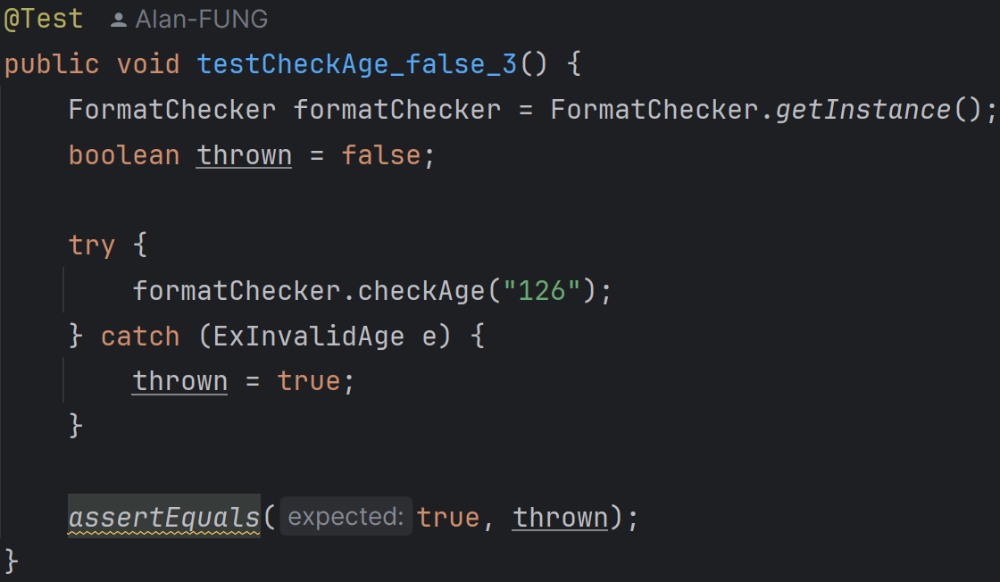 @Test Alan-FUNG
public void testCheckAge_false_3() {
FormatChecker formatChecker = FormatChecker.getInstance();
boolean thrown = false;
try {
formatChecker.checkAge("126");
} catch (ExInvalidAge e) {
thrown = true;
}
assertEquals( expected: true, thrown);
}